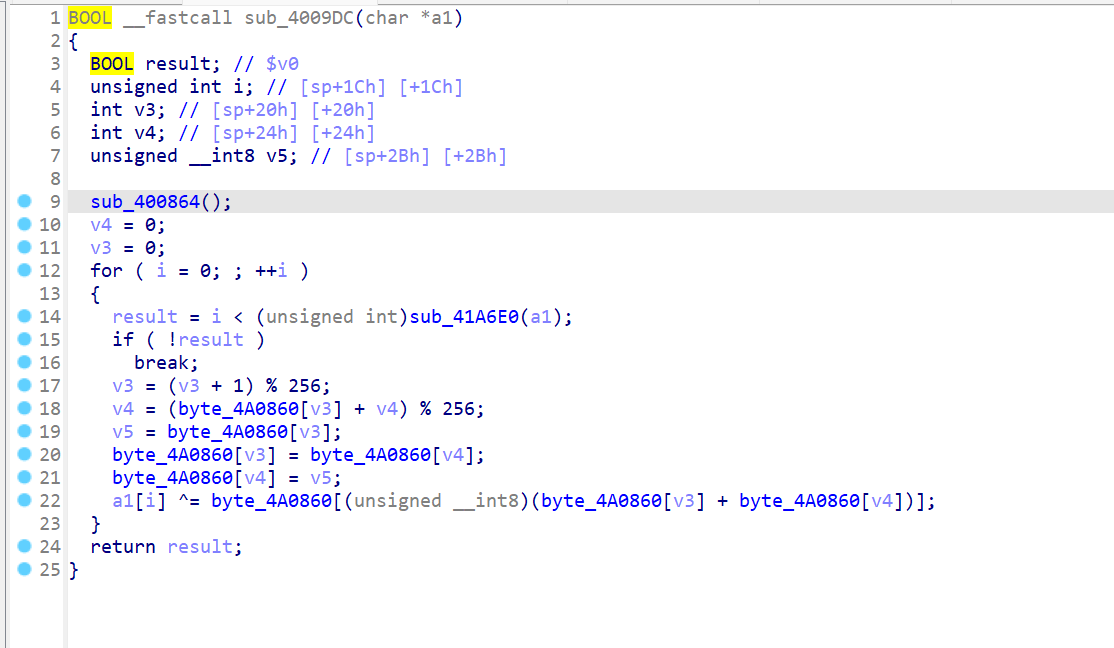 1 BOOL __fastcall sub_4009DC(char *a1)
2 {
3 BOOL result; // $v0
4 unsigned int i; // [sp+1Ch] [+1Ch]
5 int v3; // [sp+20h] [+20h]
6 int v4; // [sp+24h] [+24h]
7 unsigned __int8 v5; // [sp+2Bh] [+2Bh]
8
9 sub_400864();
10 v4 = 0;
11 v3 = 0;
12 for ( i = 0; ; ++i )
13 {
14 result = i < (unsigned int)sub_41A6E0(a1);
15 if ( !result )
16 break;
17 v3 = (v3 + 1) % 256;
18 v4 = (byte_4A0860[v3] + v4) % 256;
19 v5 = byte_4A0860[v3];
20 byte_4A0860[v3] = byte_4A0860[v4];
21 byte_4A0860[v4] = v5;
22 a1[i] ^= byte_4A0860[(unsigned __int8)(byte_4A0860[v3] + byte_4A0860[v4])];
23 }
24 return result;
25 }